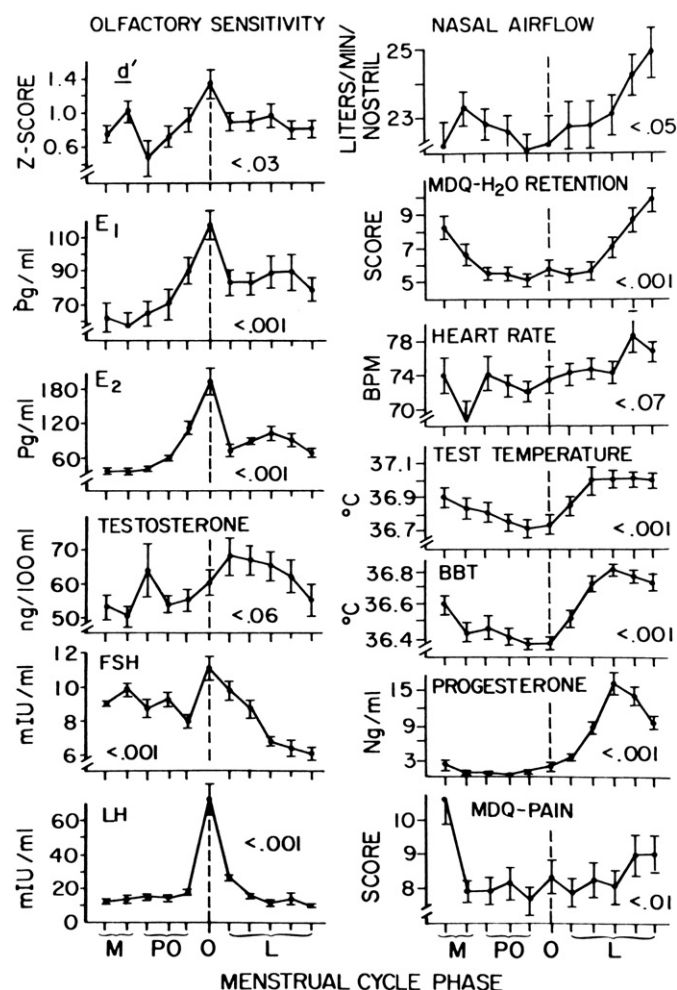 OLFACTORY SENSITIVITY
d'
Z-SCORE
1.4
1.0
0.6
<.03
E1
Pg/ml
110
90
70
<.001
E2
Pg/ml
180
120
60
<.001
TESTOSTERONE
ng/100ml
70
60
50
<.06
FSH
mIU/ml
12
10
8
6
<.001
LH
mIU/ml
60
40
20
0
<.001
M PO O L
NASAL AIRFLOW
LITERS/MIN/
NOSTRIL
25
23
<.05
MDQ-H2O RETENTION
SCORE
9
7
5
<.001
HEART RATE
BPM
78
74
70
<.07
TEST TEMPERATURE
°C
37.1
36.9
36.7
<.001
BBT
°C
36.8
36.6
36.4
<.001
PROGESTERONE
Ng/ml
15
9
3
<.001
MDQ-PAIN
SCORE
10
9
8
<.01
M PO O L
MENSTRUAL CYCLE PHASE